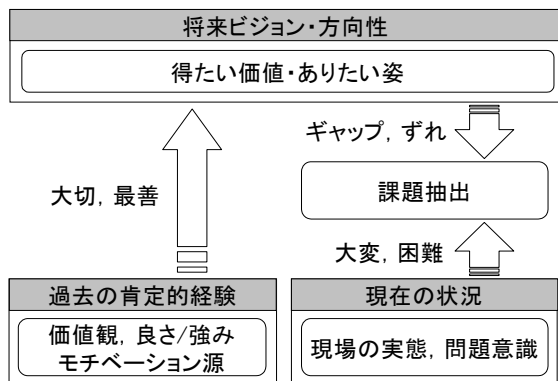 将来ビジョン・方向性
得たい価値・ありたい姿
ギャップ, ずれ
大切, 最善
課題抽出
大変, 困難
過去の肯定的経験
価値観, 良さ/強み
モチベーション源
現在の状況
現場の実態, 問題意識